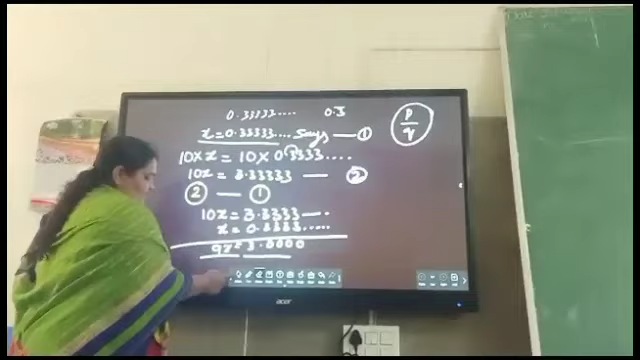 0.33333.... 0.3
x = 0.33333.... Says — ①
p/q
10 × x = 10 × 0.3333....
10x = 3.33333 — ②
② — ①
10x = 3.3333 —.
x = 0.3333.....
9x = 3.0000
acer